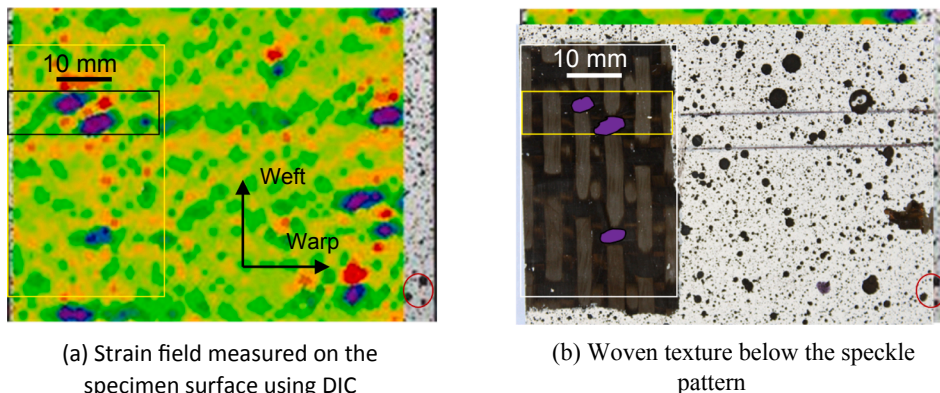 10 mm
Weft
Warp
(a) Strain field measured on the
specimen surface using DIC
10 mm
(b) Woven texture below the speckle
pattern